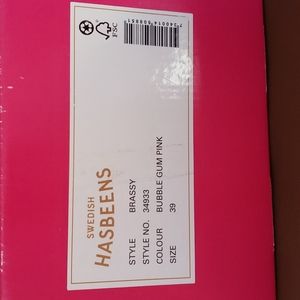 SWEDISH
HASBEENS
STYLE BRASSY
STYLE NO. 34933
COLOUR BUBBLE GUM PINK
SIZE 39
FSC